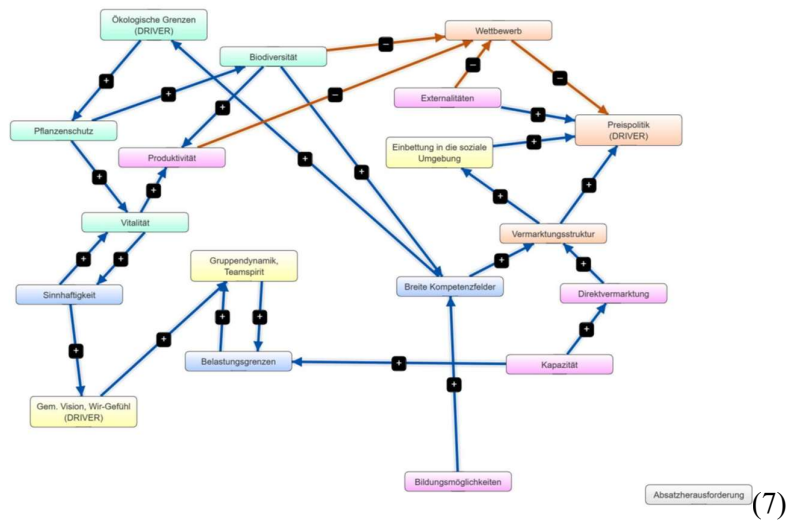 Ökologische Grenzen
(DRIVER)
Wettbewerb
Biodiversität
–
+
–
–
+
+
Externalitäten
–
+
+
Pflanzenschutz
Preispolitik
(DRIVER)
Einbettung in die soziale
Umgebung
+
Produktivität
+
+
+
+
+
+
+
Vitalität
Vermarktungsstruktur
+
+
+
+
Gruppendynamik,
Teamspirit
Sinnhaftigkeit
Breite Kompetenzfelder
Direktvermarktung
+
+
+
+
+
Belastungsgrenzen
+
Kapazität
+
Gem. Vision, Wir-Gefühl
(DRIVER)
Bildungsmöglichkeiten
Absatzherausforderung
(7)